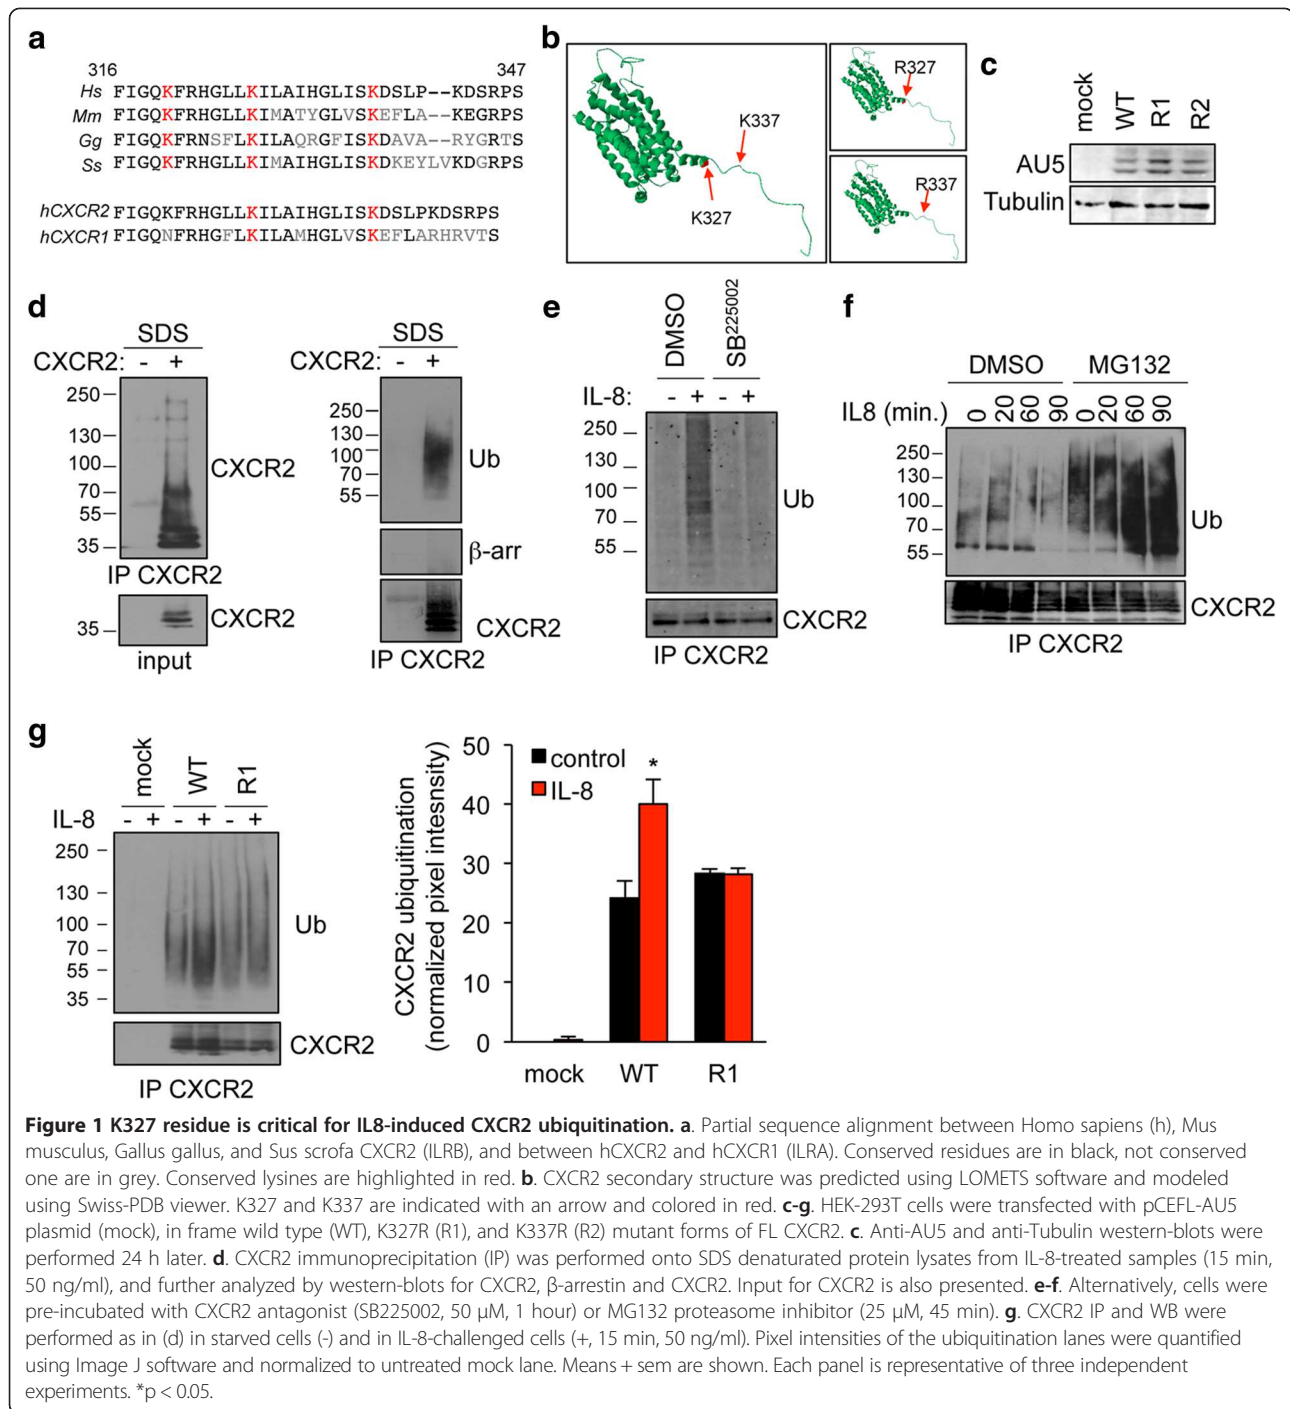 a
316 347
Hs FIGQKFRHGLLKILAIHGLISKDSLP--KDSRPS
Mm FIGQKFRHGLLKIMATYGLVSKEFLA--KEGRPS
Gg FIGQKFRNSFLKILAQRGFISKDAVA--RYGRTS
Ss FIGQKFRHGLLKIMAIHGLISKDKEYLVKDGRPS
hCXCR2 FIGQKFRHGLLKILAIHGLISKDSLPKDSRPS
hCXCR1 FIGQNFRHGFLKILAMHGLVSKEFLARHRVTS
b
K337
K327
R327
R337
c
mock WT R1 R2
AU5
Tubulin
d
SDS
CXCR2: - +
250
130
100
70
55
35
CXCR2
IP CXCR2
35
CXCR2
input
SDS
CXCR2: - +
250
130
100
70
55
Ub
β-arr
CXCR2
IP CXCR2
e
DMSO SB225002
IL-8: - + - +
250
130
100
70
55
Ub
CXCR2
IP CXCR2
f
DMSO MG132
IL8 (min.) 0 20 60 90 0 20 60 90
250
130
100
70
55
Ub
CXCR2
IP CXCR2
g
mock WT R1
IL-8 - + - + - +
250
130
100
70
55
35
Ub
CXCR2
IP CXCR2
CXCR2 ubiquitination
(normalized pixel intesnsity)
50
40
30
20
10
0
control
IL-8
*
mock WT R1
Figure 1 K327 residue is critical for IL8-induced CXCR2 ubiquitination. a. Partial sequence alignment between Homo sapiens (h), Mus
musculus, Gallus gallus, and Sus scrofa CXCR2 (ILRB), and between hCXCR2 and hCXCR1 (ILRA). Conserved residues are in black, not conserved
one are in grey. Conserved lysines are highlighted in red. b. CXCR2 secondary structure was predicted using LOMETS software and modeled
using Swiss-PDB viewer. K327 and K337 are indicated with an arrow and colored in red. c-g. HEK-293T cells were transfected with pCEFL-AU5
plasmid (mock), in frame wild type (WT), K327R (R1), and K337R (R2) mutant forms of FL CXCR2. c. Anti-AU5 and anti-Tubulin western-blots were
performed 24 h later. d. CXCR2 immunoprecipitation (IP) was performed onto SDS denatured protein lysates from IL-8-treated samples (15 min,
50 ng/ml), and further analyzed by western-blots for CXCR2, β-arrestin and CXCR2. Input for CXCR2 is also presented. e-f. Alternatively, cells were
pre-incubated with CXCR2 antagonist (SB225002, 50 μM, 1 hour) or MG132 proteasome inhibitor (25 μM, 45 min). g. CXCR2 IP and WB were
performed as in (d) in starved cells (-) and in IL-8-challenged cells (+, 15 min, 50 ng/ml). Pixel intensities of the ubiquitination lanes were quantified
using Image J software and normalized to untreated mock lane. Means + sem are shown. Each panel is representative of three independent
experiments. *p < 0.05.